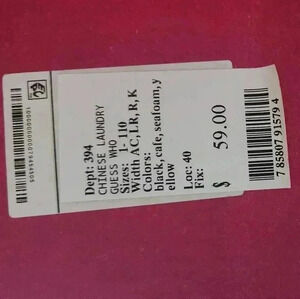 Dept: 394
CHINESE LAUNDRY
GUESS WHO
Sizes: 1- 110
Width AC,LR, R, K
Colors:
black, cafe, seafoam, y
ellow
Loc: 40
Fix:
$ 59.00
7 85807 91579 4